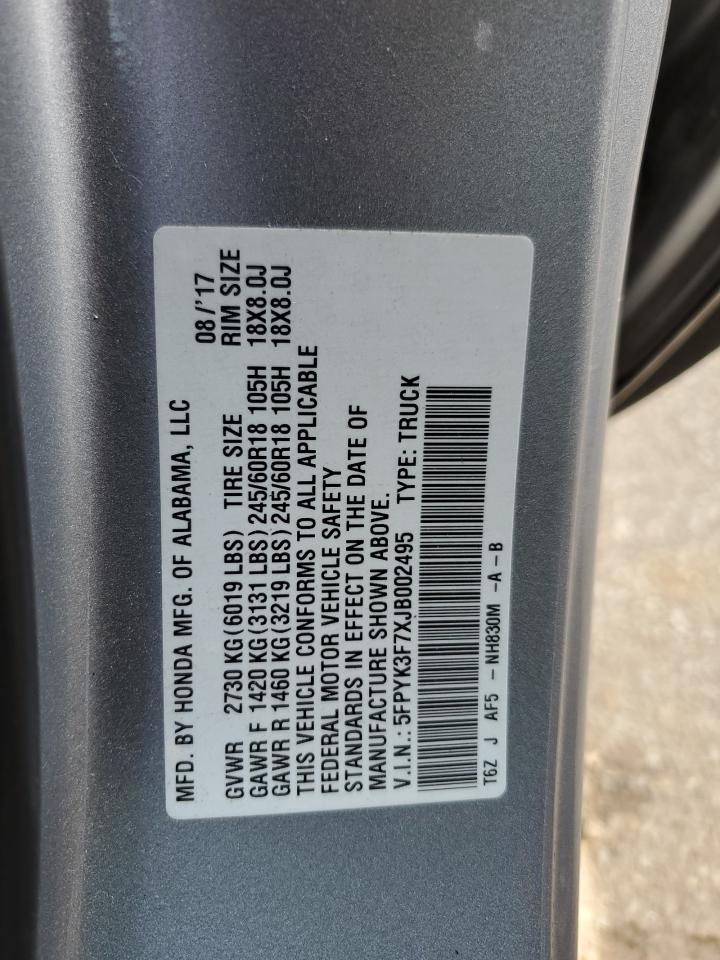 MFD. BY HONDA MFG. OF ALABAMA, LLC 08/'17
GVWR 2730 KG(6019 LBS) TIRE SIZE RIM SIZE
GAWR F 1420 KG(3131 LBS)245/60R18 105H 18X8.0J
GAWR R 1460 KG(3219 LBS)245/60R18 105H 18X8.0J
THIS VEHICLE CONFORMS TO ALL APPLICABLE
FEDERAL MOTOR VEHICLE SAFETY
STANDARDS IN EFFECT ON THE DATE OF
MANUFACTURE SHOWN ABOVE.
V.I.N.: 5FPYK3F7XJB002495 TYPE: TRUCK
T6Z J AF5 - NH830M -A-B